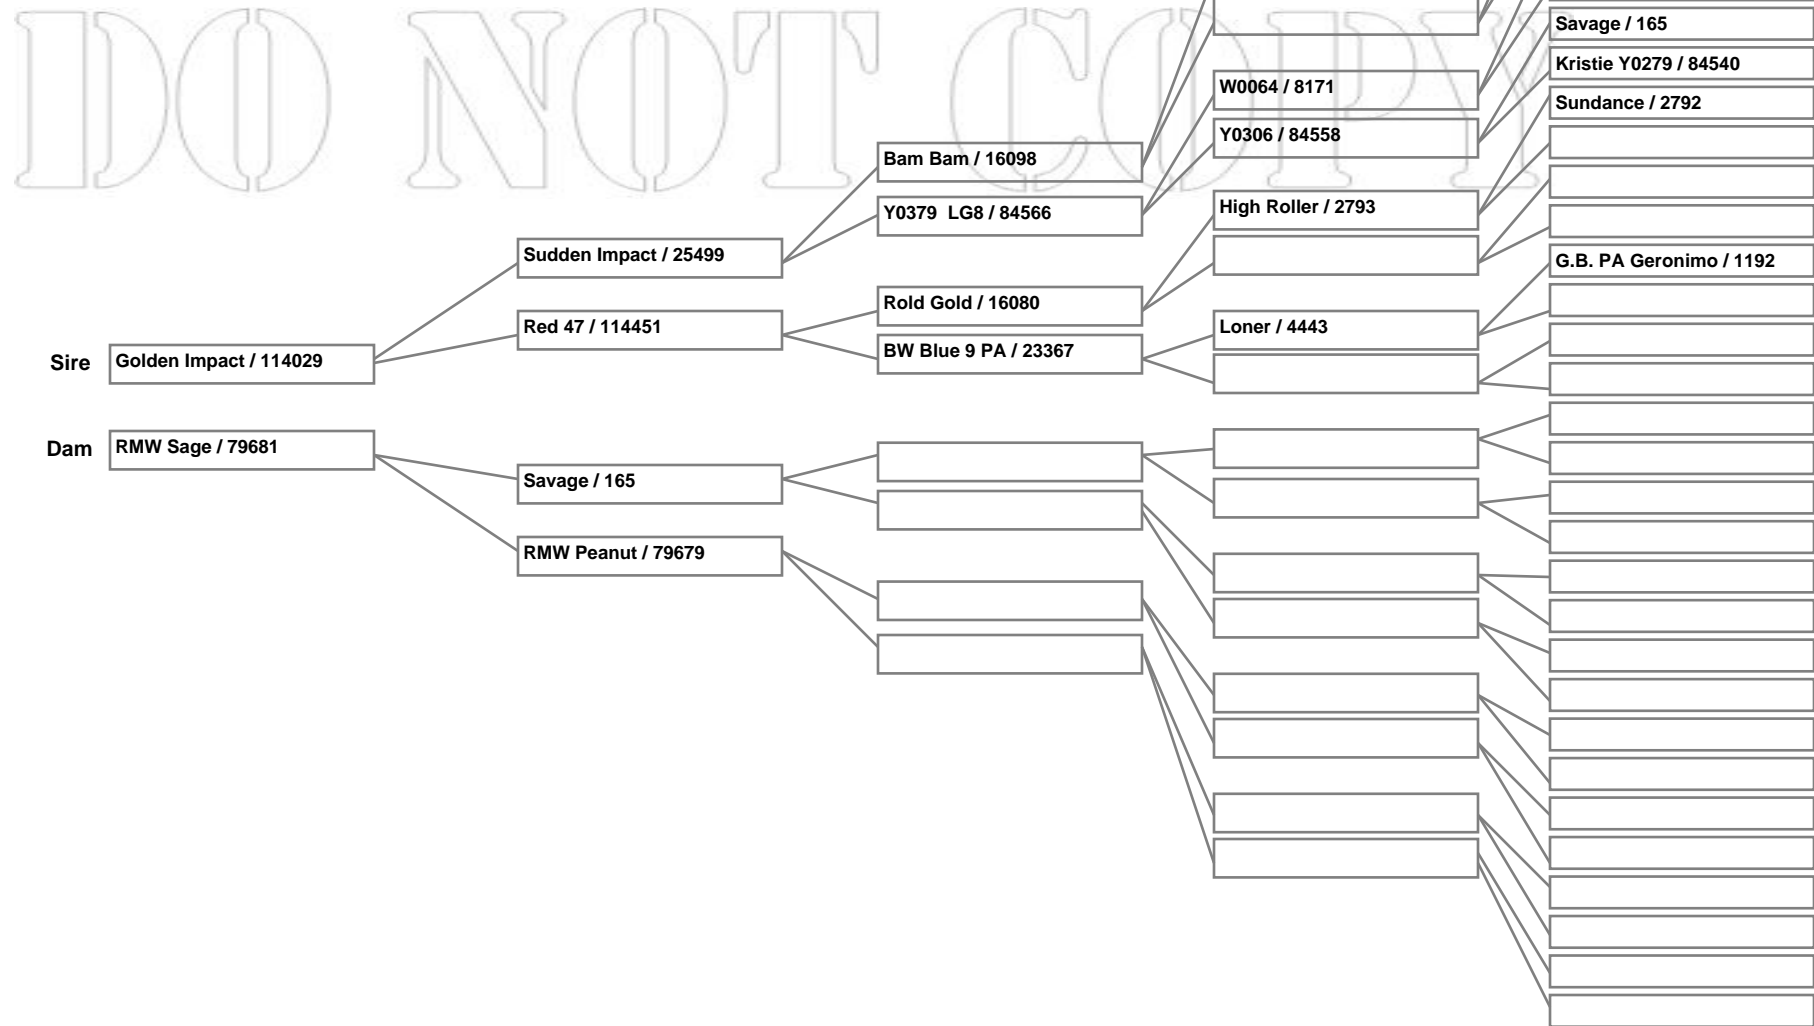 DO NOT COPY
Savage / 165
Kristie Y0279 / 84540
W0064 / 8171
Sundance / 2792
Y0306 / 84558
Bam Bam / 16098
High Roller / 2793
Y0379  LG8 / 84566
Sudden Impact / 25499
G.B. PA Geronimo / 1192
Rold Gold / 16080
Red 47 / 114451
Loner / 4443
BW Blue 9 PA / 23367
Sire Golden Impact / 114029
Dam RMW Sage / 79681
Savage / 165
RMW Peanut / 79679